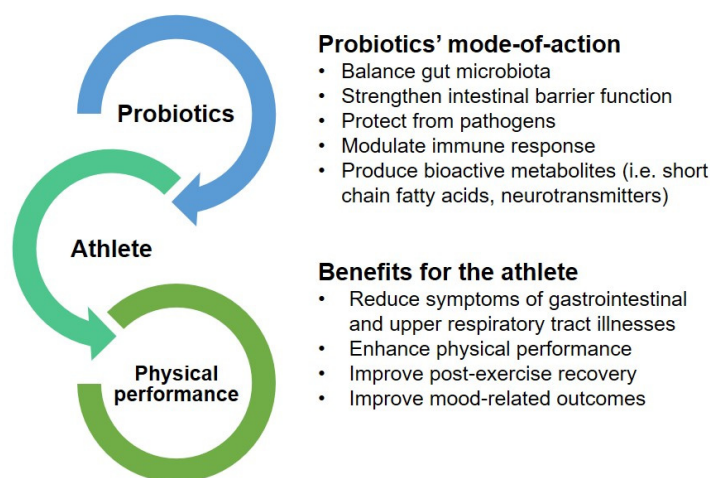 Probiotics
Athlete
Physical
performance
Probiotics’ mode-of-action
• Balance gut microbiota
• Strengthen intestinal barrier function
• Protect from pathogens
• Modulate immune response
• Produce bioactive metabolites (i.e. short
chain fatty acids, neurotransmitters)
Benefits for the athlete
• Reduce symptoms of gastrointestinal
and upper respiratory tract illnesses
• Enhance physical performance
• Improve post-exercise recovery
• Improve mood-related outcomes